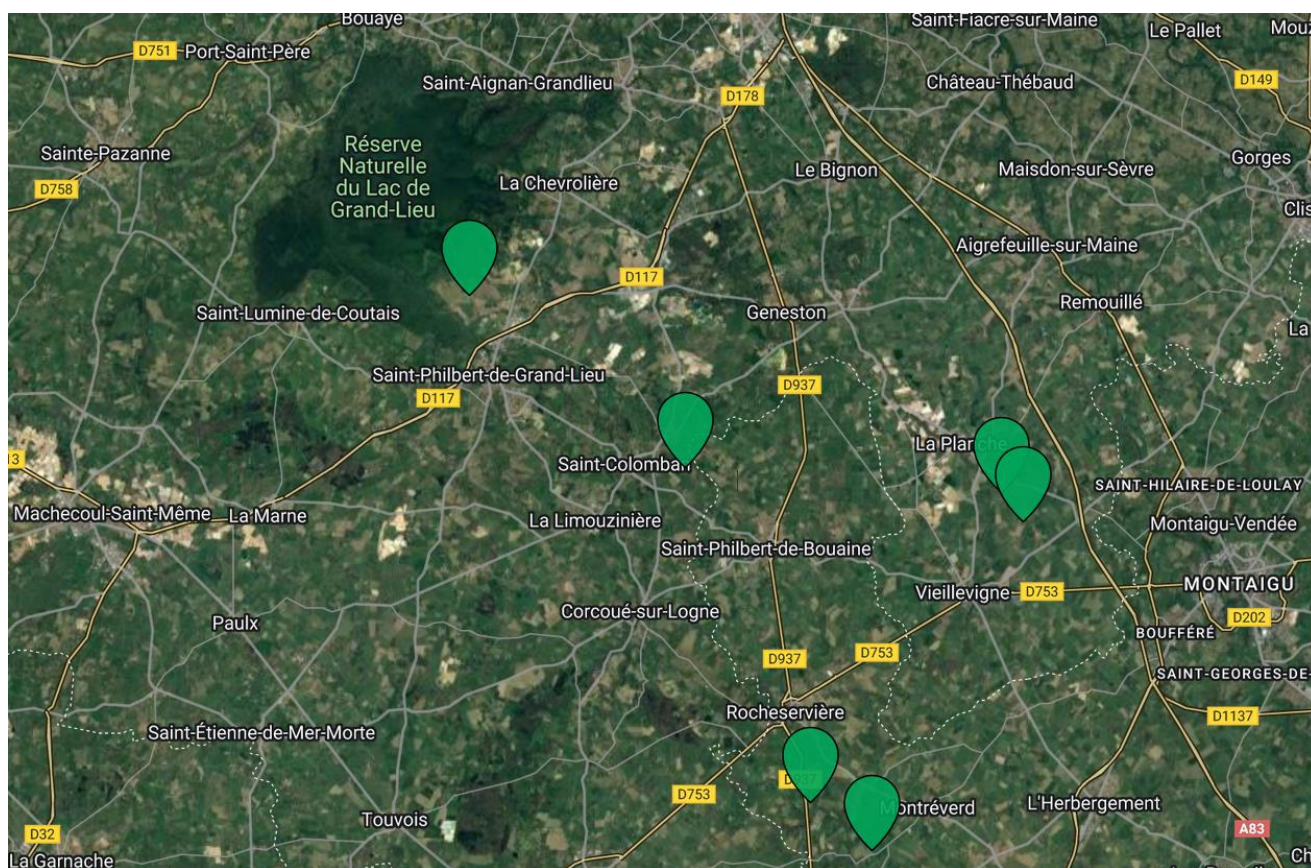 Bouaye
Saint-Fiacre-sur-Maine
Le Pallet
D751
Port-Saint-Père
Saint-Aignan-Grandlieu
D178
Château-Thébaud
D149
Sainte-Pazanne
Réserve
Naturelle
du Lac de
Grand-Lieu
La Chevrolière
Le Bignon
Maisdon-sur-Sèvre
Gorges
D758
Aigrefeuille-sur-Maine
D117
Saint-Lumine-de-Coutais
Geneston
Remouillé
La
Saint-Philbert-de-Grand-Lieu
D117
D937
Saint-Colomban
SAINT-HILAIRE-DE-LOULAY
13
Machecoul-Saint-Même
La Marne
La Limouzinière
Montaigu-Vendée
Saint-Philbert-de-Bouaine
Vieillevigne
D753
MONTAIGU
Paulx
Corcoué-sur-Logne
D202
BOUFFÉRÉ
D937
D753
SAINT-GEORGES-DE-
Rocheservière
D1137
Saint-Étienne-de-Mer-Morte
D753
Montréverd
L'Herbergement
Touvois
D32
A83
La Garnache
Ch